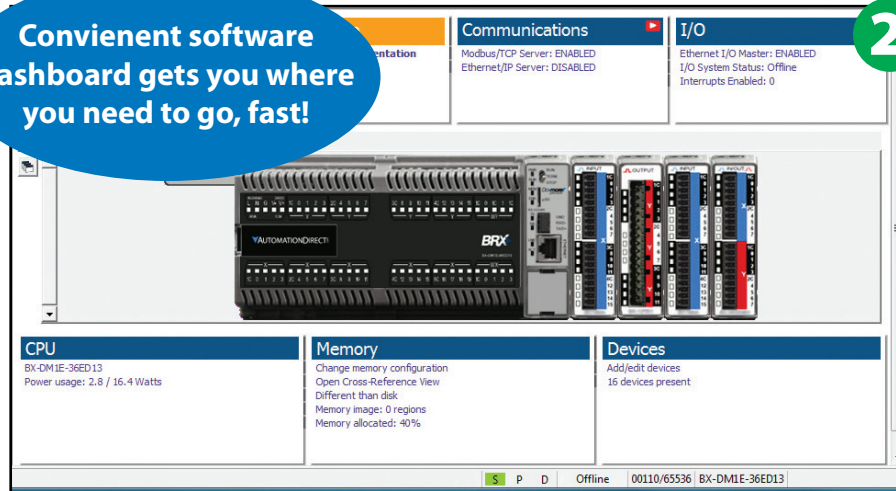 Convienent software
ashboard gets you where
you need to go, fast!
entation
Communications
Modbus/TCP Server: ENABLED
Ethernet/IP Server: DISABLED
I/O
Ethernet I/O Master: ENABLED
I/O System Status: Offline
Interrupts Enabled: 0
2
INPUT
OUTPUT
INPUT
IN/OUT
AUTOMATIONDIRECT
BRX
CPU
BX-DM1E-36ED13
Power usage: 2.8 / 16.4 Watts
Memory
Change memory configuration
Open Cross-Reference View
Different than disk
Memory image: 0 regions
Memory allocated: 40%
Devices
Add/edit devices
16 devices present
S P D Offline 00110/65536 BX-DM1E-36ED13